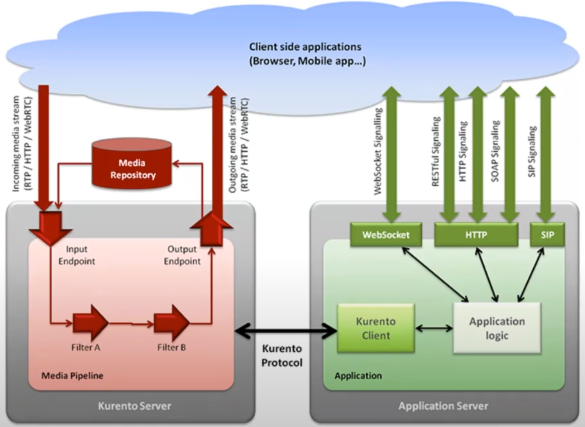 Client side applications
(Browser, Mobile app...)
Incoming media stream
(RTP / HTTP / WebRTC)
Media
Repository
Outgoing media stream
(RTP / HTTP / WebRTC)
WebSocket Signalling
RESTful Signaling
HTTP Signaling
SOAP Signaling
SIP Signaling
WebSocket
HTTP
SIP
Input
Endpoint
Output
Endpoint
Filter A
Filter B
Kurento
Client
Application
logic
Kurento
Protocol
Media Pipeline
Application
Kurento Server
Application Server